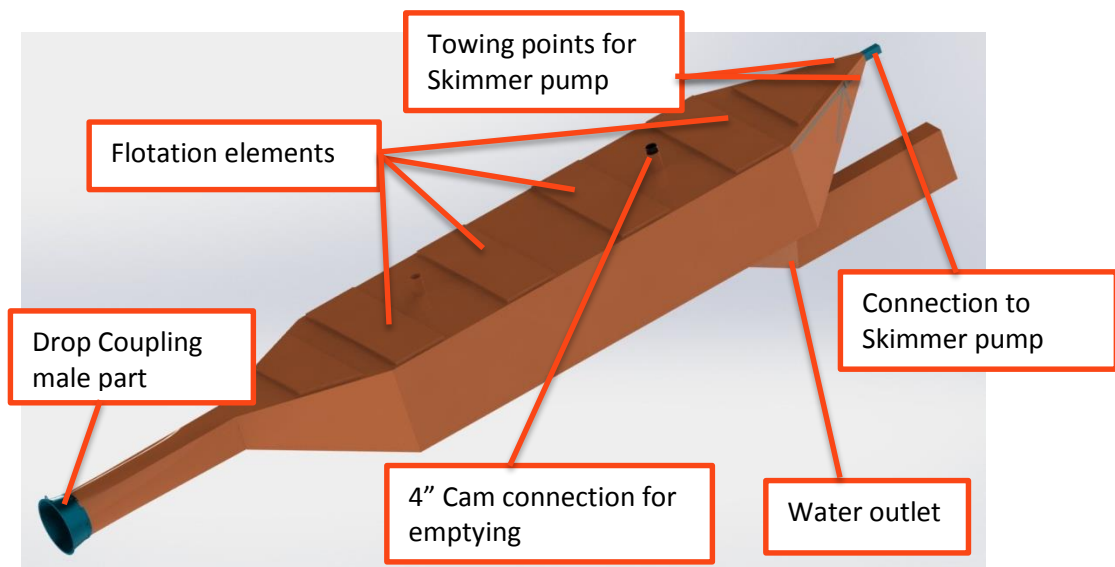 Towing points for
Skimmer pump
Flotation elements
Connection to
Skimmer pump
Drop Coupling
male part
4” Cam connection for
emptying
Water outlet